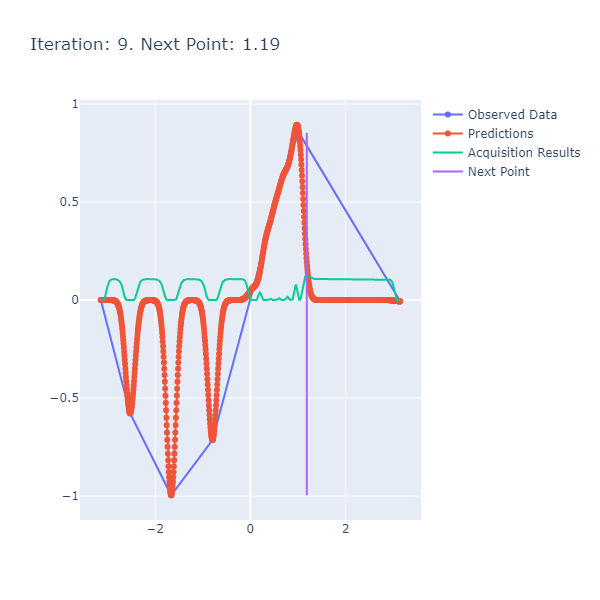 Iteration: 9. Next Point: 1.19
Observed Data
Predictions
Acquisition Results
Next Point
1
0.5
0
−0.5
−1
−2
0
2